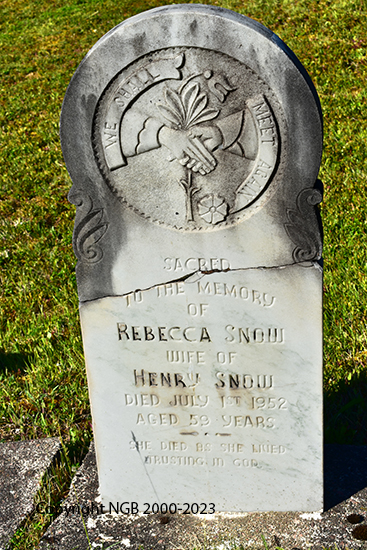 WE SHALL MEET AGAIN
SACRED
TO THE MEMORY
OF
REBECCA SNOW
WIFE OF
HENRY SNOW
DIED JULY 1ST 1952
AGED 59 YEARS.
SHE DIED AS SHE LIVED
TRUSTING IN GOD
Copyright NGB 2000-2023